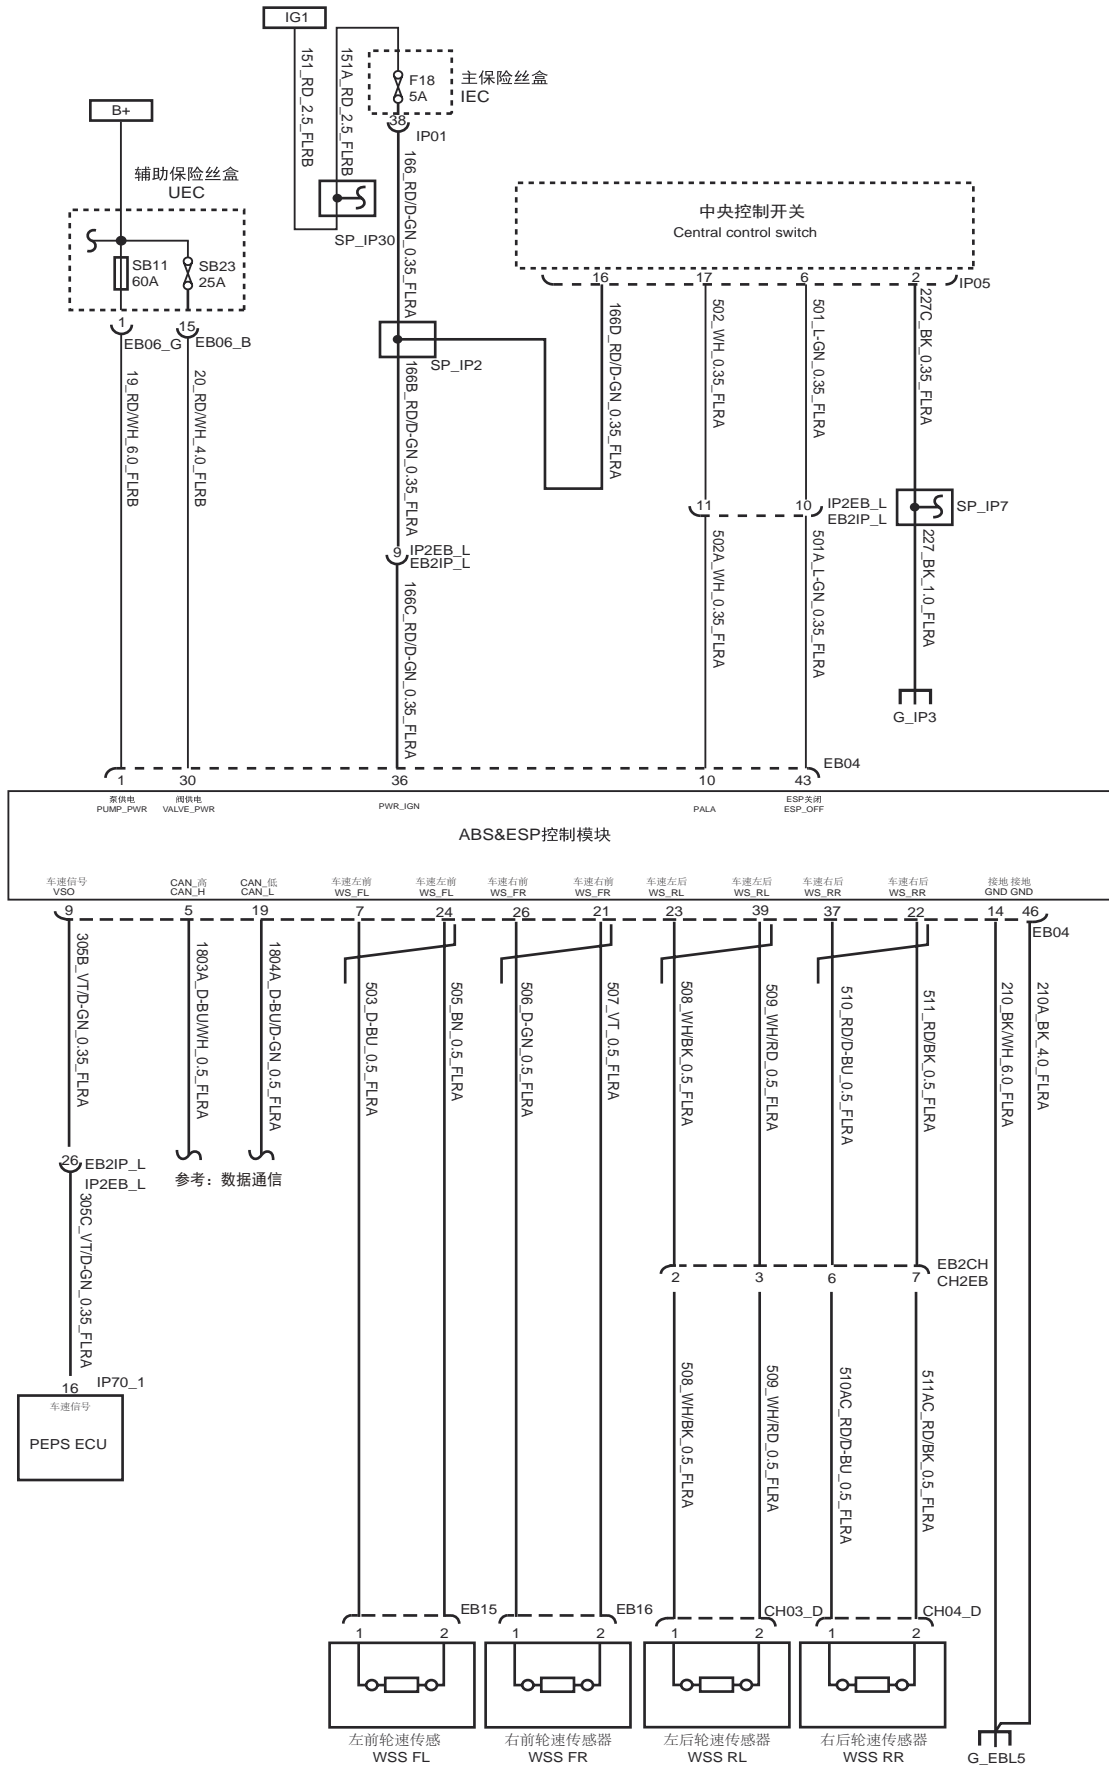 IG1
151_RD_2.5_FLRB
151A_RD_2.5_FLRB
F18
5A
主保险丝盒
IEC
38
IP01
B+
辅助保险丝盒
UEC
SB11
60A
SB23
25A
1
EB06_G
15
EB06_B
SP_IP30
166_RD/D-GN_0.35_FLRA
中央控制开关
Central control switch
16
17
6
2
IP05
19_RD/WH_6.0_FLRB
20_RD/WH_4.0_FLRB
SP_IP2
166B_RD/D-GN_0.35_FLRA
166D_RD/D-GN_0.35_FLRA
502_WH_0.35_FLRA
501_L-GN_0.35_FLRA
227C_BK_0.35_FLRA
11
10
IP2EB_L
EB2IP_L
SP_IP7
9
IP2EB_L
EB2IP_L
166C_RD/D-GN_0.35_FLRA
502A_WH_0.35_FLRA
501A_L-GN_0.35_FLRA
227_BK_1.0_FLRA
G_IP3
EB04
1
30
36
10
43
泵供电
PUMP_PWR
阀供电
VALVE_PWR
PWR_IGN
PALA
ESP关闭
ESP_OFF
ABS&ESP控制模块
车速信号
VSO
CAN_高
CAN_H
CAN_低
CAN_L
车速左前
WS_FL
车速左前
WS_FL
车速右前
WS_FR
车速右前
WS_FR
车速左后
WS_RL
车速左后
WS_RL
车速右后
WS_RR
车速右后
WS_RR
接地 接地
GND GND
9
5
19
7
24
26
21
23
39
37
22
14
46
EB04
305B_VT/D-GN_0.35_FLRA
1803A_D-BU/WH_0.5_FLRA
1804A_D-BU/D-GN_0.5_FLRA
503_D-BU_0.5_FLRA
505_BN_0.5_FLRA
506_D-GN_0.5_FLRA
507_VT_0.5_FLRA
508_WH/BK_0.5_FLRA
509_WH/RD_0.5_FLRA
510_RD/D-BU_0.5_FLRA
511_RD/BK_0.5_FLRA
210_BK/WH_6.0_FLRA
210A_BK_4.0_FLRA
26
EB2IP_L
IP2EB_L
参考：数据通信
305C_VT/D-GN_0.35_FLRA
2
3
6
7
EB2CH
CH2EB
508_WH/BK_0.5_FLRA
509_WH/RD_0.5_FLRA
510AC_RD/D-BU_0.5_FLRA
511AC_RD/BK_0.5_FLRA
16
IP70_1
车速信号
PEPS ECU
EB15
EB16
CH03_D
CH04_D
1
2
1
2
1
2
1
2
左前轮速传感
WSS FL
右前轮速传感器
WSS FR
左后轮速传感器
WSS RL
右后轮速传感器
WSS RR
G_EBL5